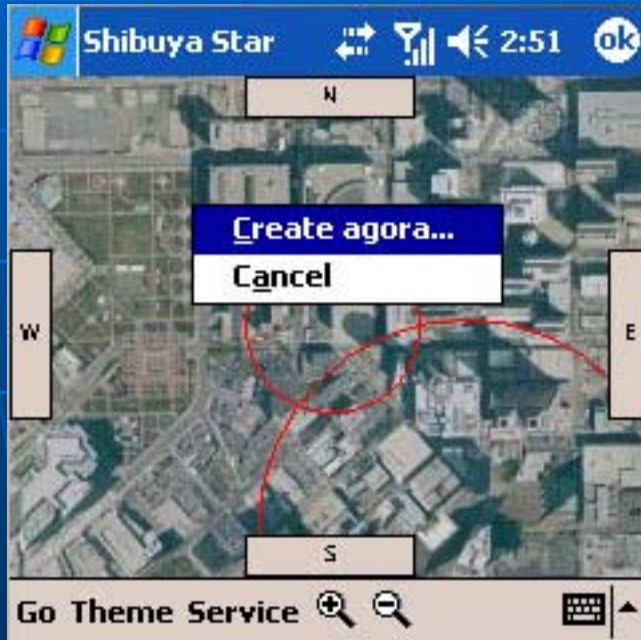 Shibuya Star 2:51 ok
N
Create agora...
Cancel
W E
S
Go Theme Service